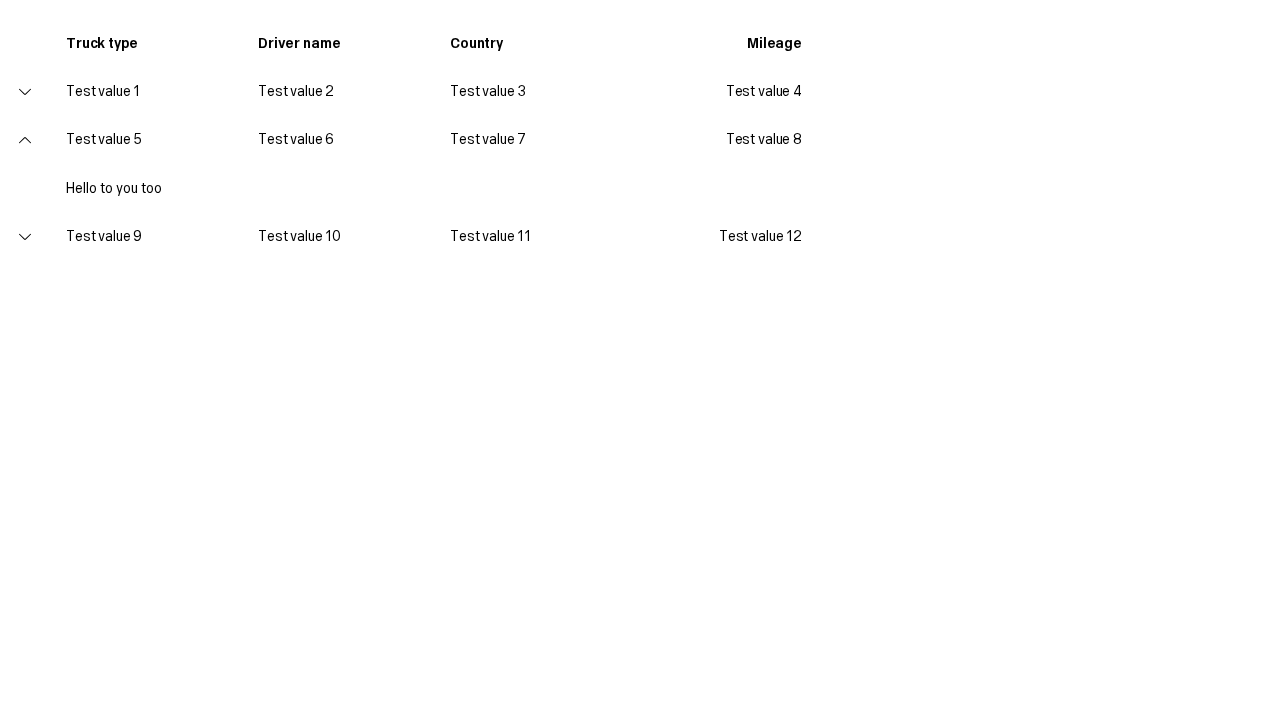 Truck type Driver name Country Mileage
Test value 1 Test value 2 Test value 3 Test value 4
Test value 5 Test value 6 Test value 7 Test value 8
Hello to you too
Test value 9 Test value 10 Test value 11 Test value 12